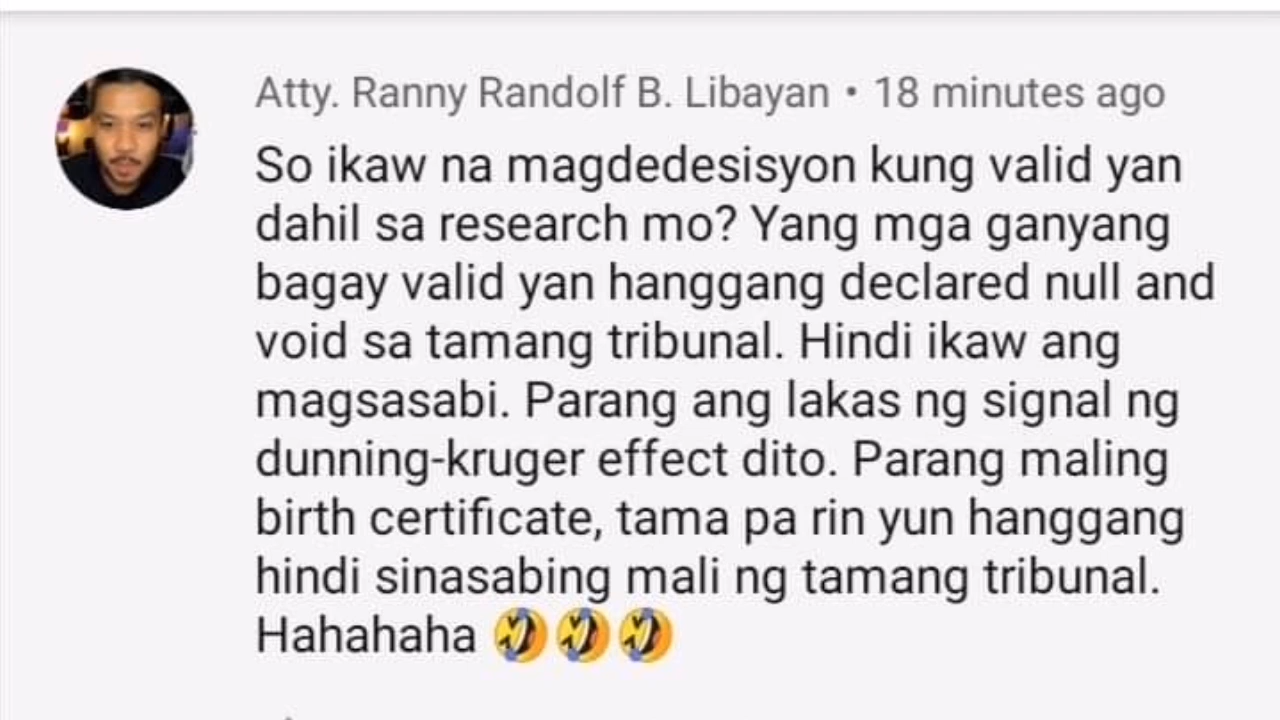 Atty. Ranny Randolf B. Libayan • 18 minutes ago
So ikaw na magdedesisyon kung valid yan
dahil sa research mo? Yang mga ganyang
bagay valid yan hanggang declared null and
void sa tamang tribunal. Hindi ikaw ang
magsasabi. Parang ang lakas ng signal ng
dunning-kruger effect dito. Parang maling
birth certificate, tama pa rin yun hanggang
hindi sinasabing mali ng tamang tribunal.
Hahahaha 🤣🤣🤣